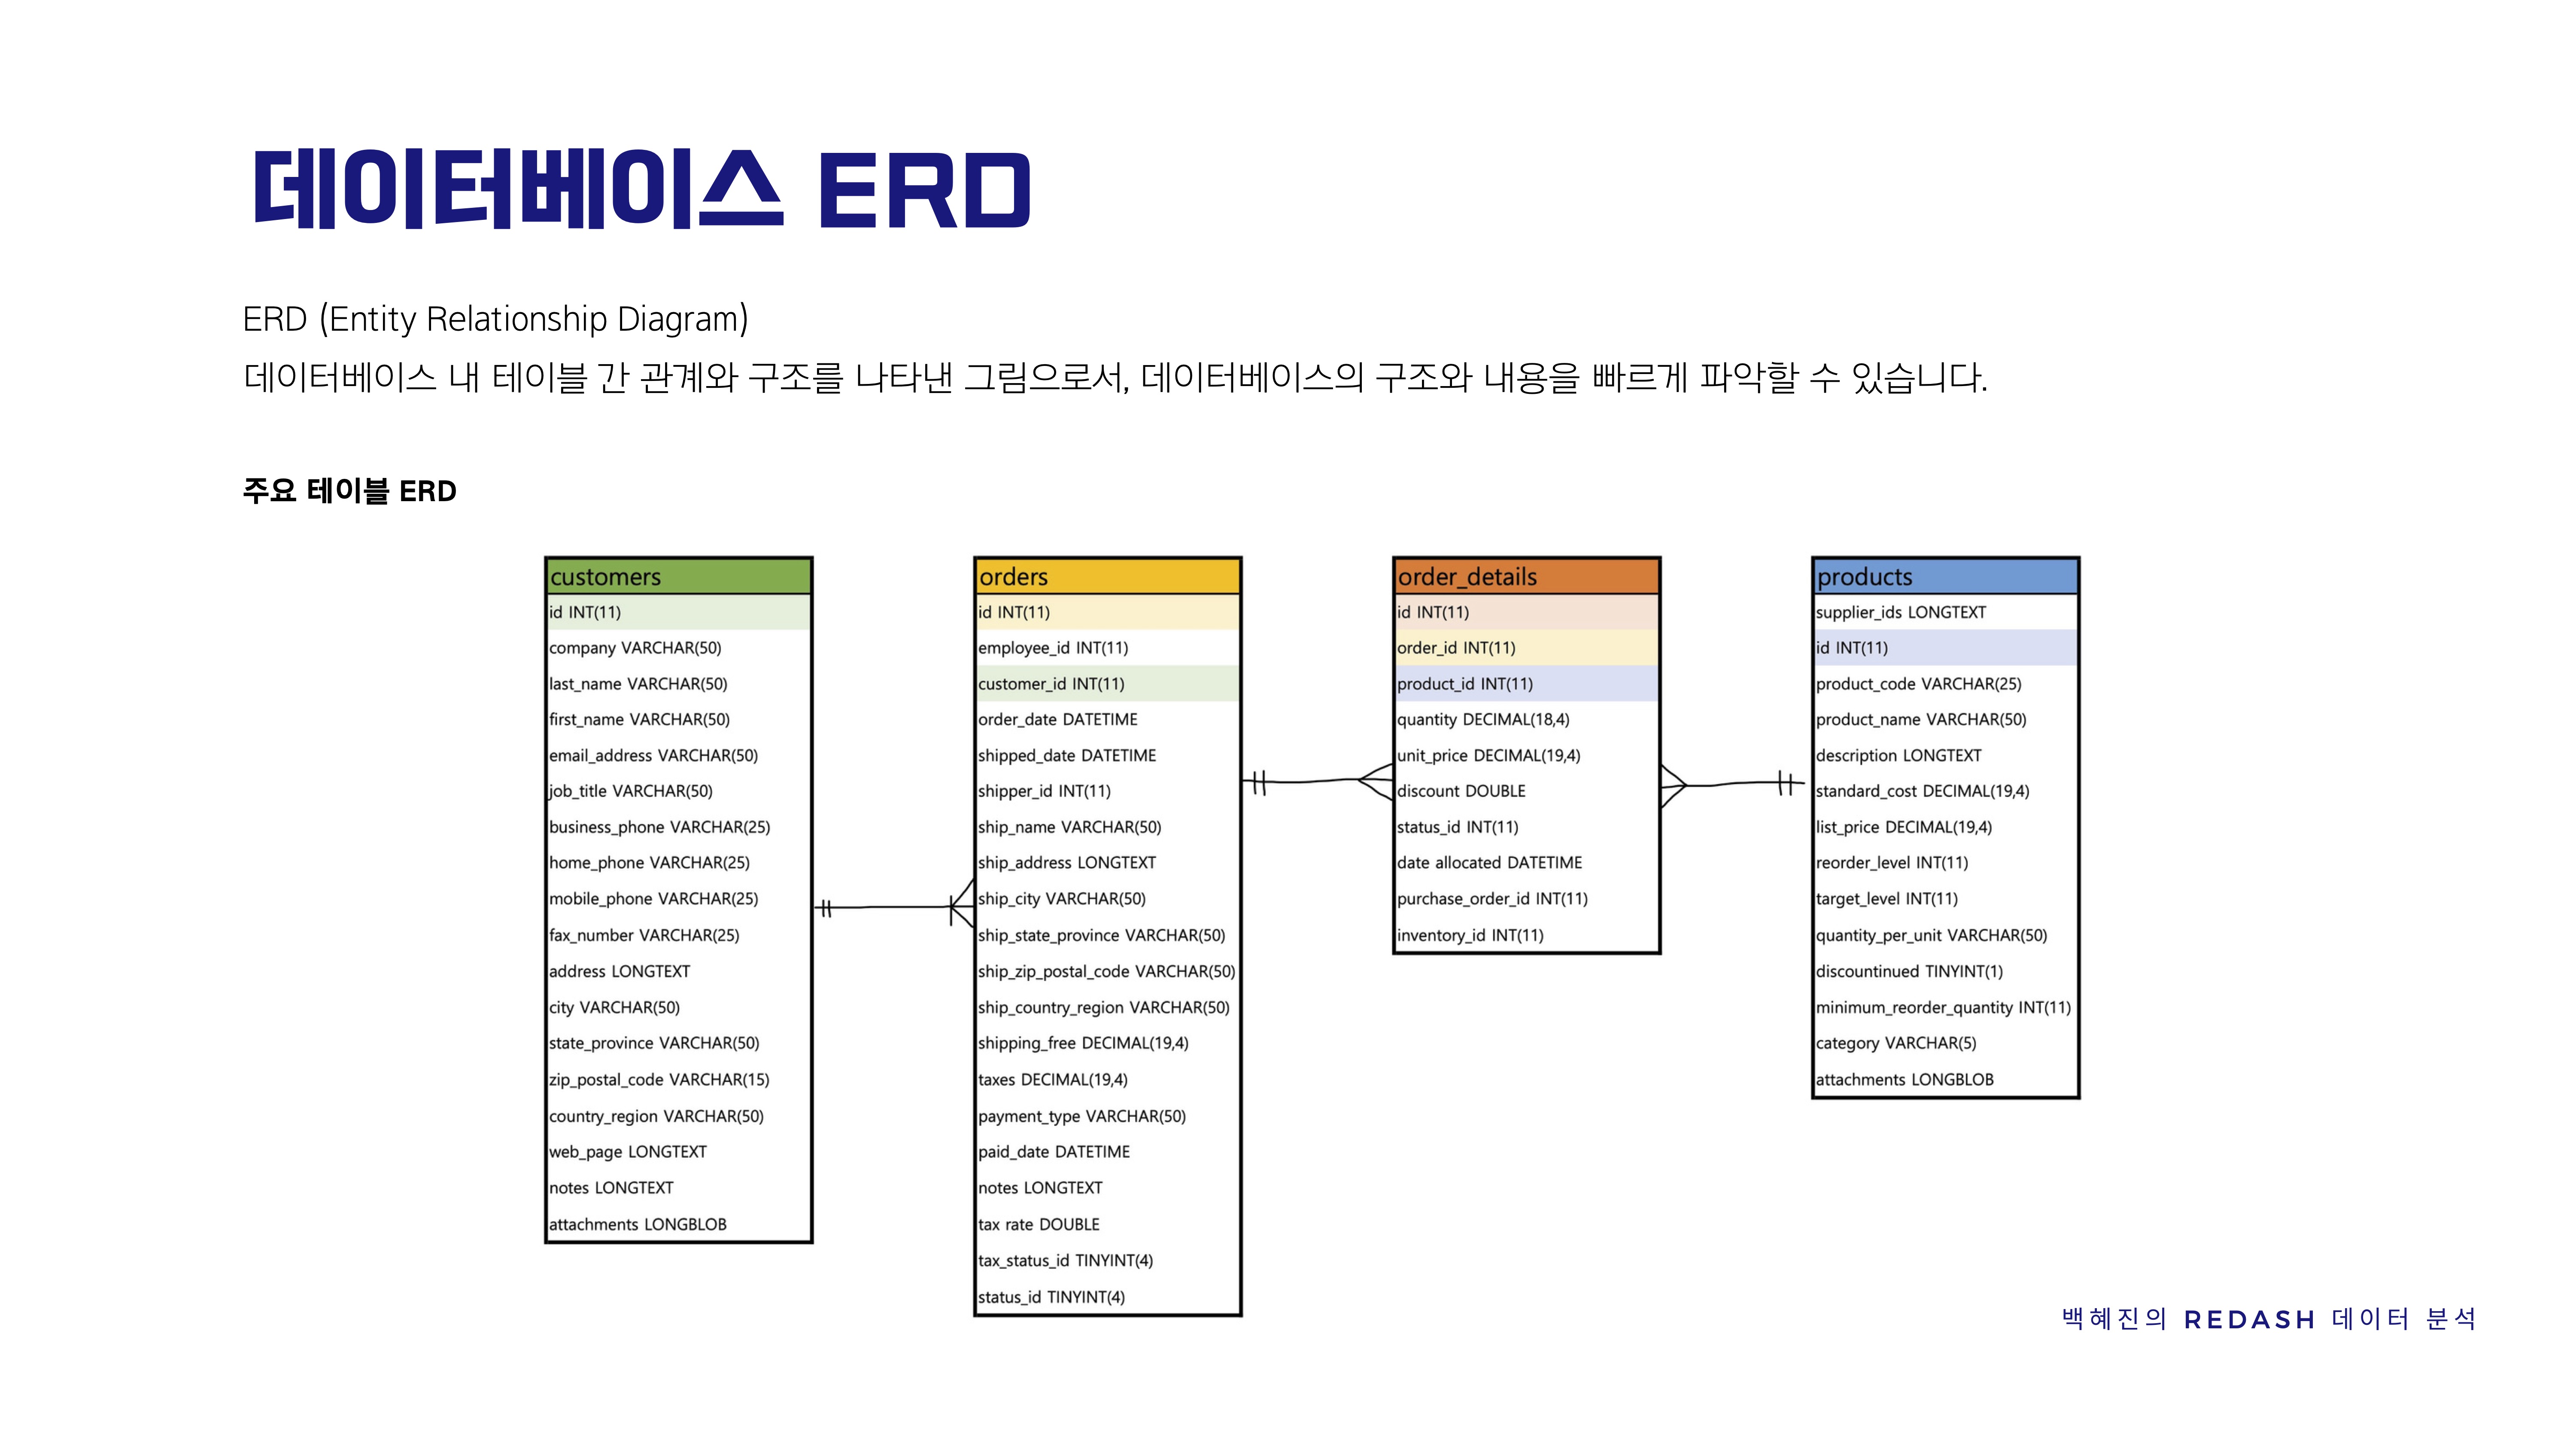 데이터베이스 ERD
ERD (Entity Relationship Diagram)
데이터베이스 내 테이블 간 관계와 구조를 나타낸 그림으로서, 데이터베이스의 구조와 내용을 빠르게 파악할 수 있습니다.
주요 테이블 ERD
customers
id INT(11)
company VARCHAR(50)
last_name VARCHAR(50)
first_name VARCHAR(50)
email_address VARCHAR(50)
job_title VARCHAR(50)
business_phone VARCHAR(25)
home_phone VARCHAR(25)
mobile_phone VARCHAR(25)
fax_number VARCHAR(25)
address LONGTEXT
city VARCHAR(50)
state_province VARCHAR(50)
zip_postal_code VARCHAR(15)
country_region VARCHAR(50)
web_page LONGTEXT
notes LONGTEXT
attachments LONGBLOB
orders
id INT(11)
employee_id INT(11)
customer_id INT(11)
order_date DATETIME
shipped_date DATETIME
shipper_id INT(11)
ship_name VARCHAR(50)
ship_address LONGTEXT
ship_city VARCHAR(50)
ship_state_province VARCHAR(50)
ship_zip_postal_code VARCHAR(50)
ship_country_region VARCHAR(50)
shipping_free DECIMAL(19,4)
taxes DECIMAL(19,4)
payment_type VARCHAR(50)
paid_date DATETIME
notes LONGTEXT
tax rate DOUBLE
tax_status_id TINYINT(4)
status_id TINYINT(4)
order_details
id INT(11)
order_id INT(11)
product_id INT(11)
quantity DECIMAL(18,4)
unit_price DECIMAL(19,4)
discount DOUBLE
status_id INT(11)
date allocated DATETIME
purchase_order_id INT(11)
inventory_id INT(11)
products
supplier_ids LONGTEXT
id INT(11)
product_code VARCHAR(25)
product_name VARCHAR(50)
description LONGTEXT
standard_cost DECIMAL(19,4)
list_price DECIMAL(19,4)
reorder_level INT(11)
target_level INT(11)
quantity_per_unit VARCHAR(50)
discountinued TINYINT(1)
minimum_reorder_quantity INT(11)
category VARCHAR(5)
attachments LONGBLOB
백혜진의 REDASH 데이터 분석